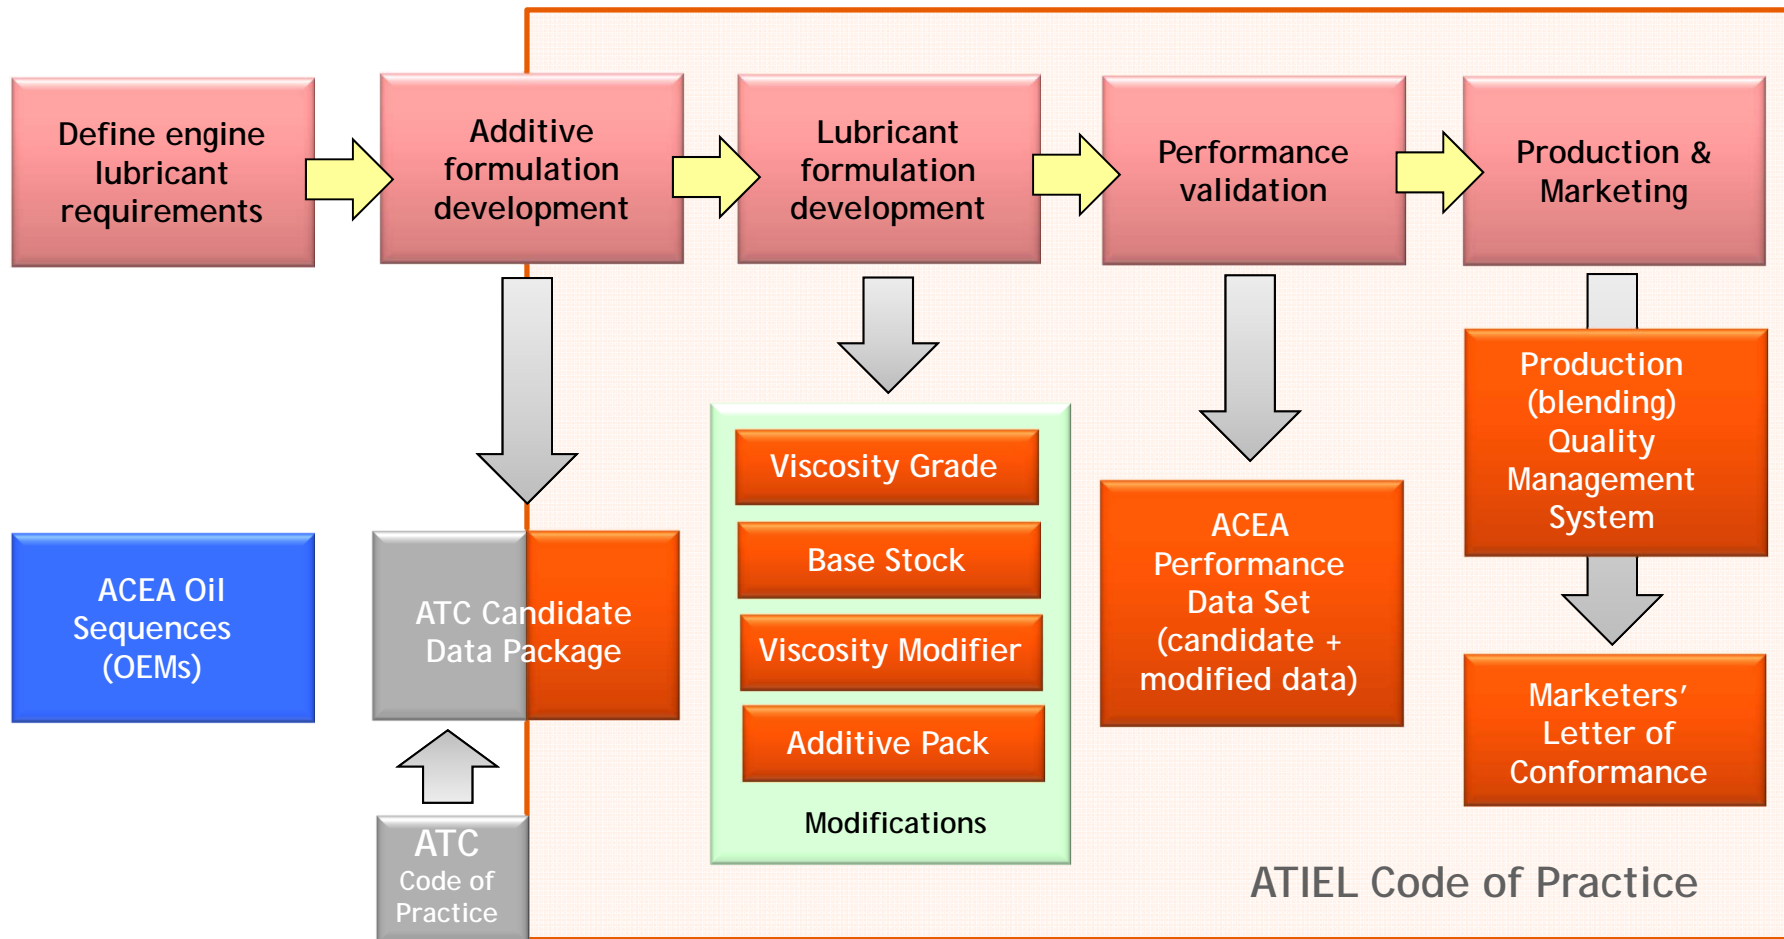 Define engine
lubricant
requirements
Additive
formulation
development
Lubricant
formulation
development
Performance
validation
Production &
Marketing
ACEA Oil
Sequences
(OEMs)
ATC Candidate
Data Package
ATC
Code of
Practice
Viscosity Grade
Base Stock
Viscosity Modifier
Additive Pack
Modifications
ACEA
Performance
Data Set
(candidate +
modified data)
Production
(blending)
Quality
Management
System
Marketers’
Letter of
Conformance
ATIEL Code of Practice